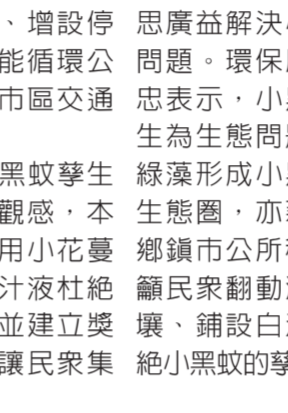 、增設停
能循環公
市區交通
黑蚊孳生
觀感，本
用小花蔓
汁液杜絕
並建立獎
讓民眾集
思廣益解決
問題。環保
忠表示，小
生為生態問
綠藻形成小
生態圈，亦
鄉鎮市公所
籲民眾翻動
壤、鋪設白
絕小黑蚊的孳